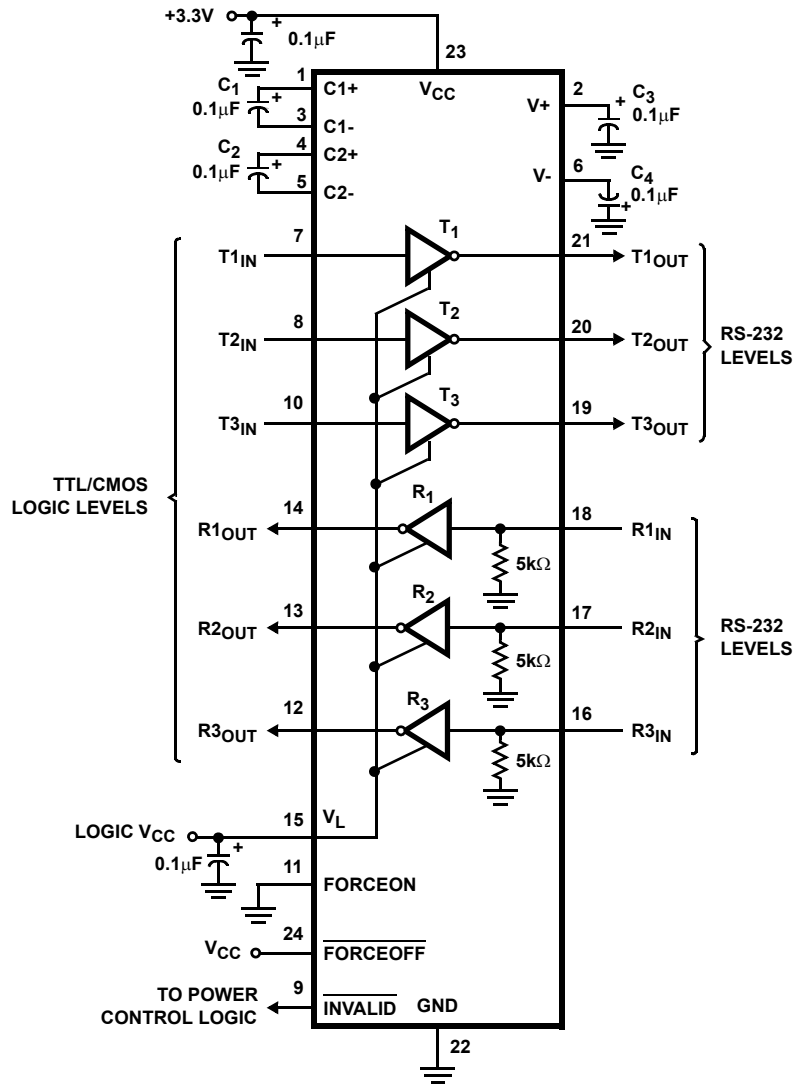 +3.3V
+
0.1μF
23
1
C1
+
0.1μF
C1+
VCC
2
V+
+
C3
0.1μF
3
C1-
4
C2
+
0.1μF
C2+
5
C2-
6
V-
C4
0.1μF
+
T1IN
7
T1
21
T1OUT
T2IN
8
T2
20
T2OUT
RS-232
LEVELS
T3IN
10
T3
19
T3OUT
TTL/CMOS
LOGIC LEVELS
R1OUT
14
R1
18
R1IN
5kΩ
R2OUT
13
R2
17
R2IN
5kΩ
RS-232
LEVELS
R3OUT
12
R3
16
R3IN
5kΩ
LOGIC VCC
15
VL
+
0.1μF
11
FORCEON
VCC
24
FORCEOFF
TO POWER
CONTROL LOGIC
9
INVALID
GND
22